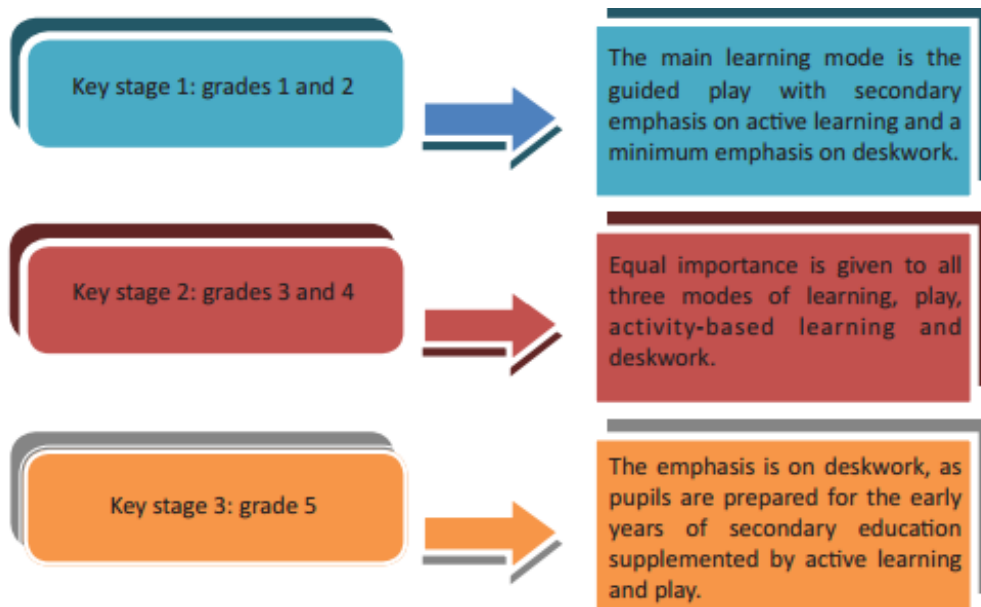 Key stage 1: grades 1 and 2
The main learning mode is the
guided play with secondary
emphasis on active learning and a
minimum emphasis on deskwork.
Key stage 2: grades 3 and 4
Equal importance is given to all
three modes of learning, play,
activity-based learning and
deskwork.
Key stage 3: grade 5
The emphasis is on deskwork, as
pupils are prepared for the early
years of secondary education
supplemented by active learning
and play.